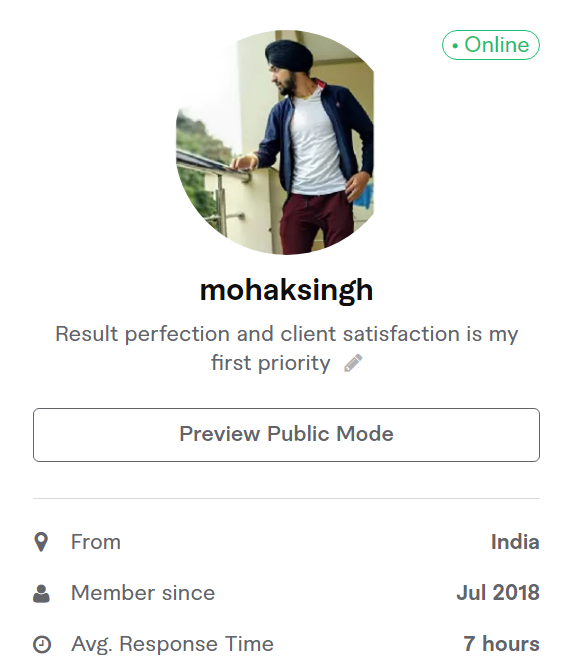 • Online
mohaksingh
Result perfection and client satisfaction is my
first priority
Preview Public Mode
From India
Member since Jul 2018
Avg. Response Time 7 hours